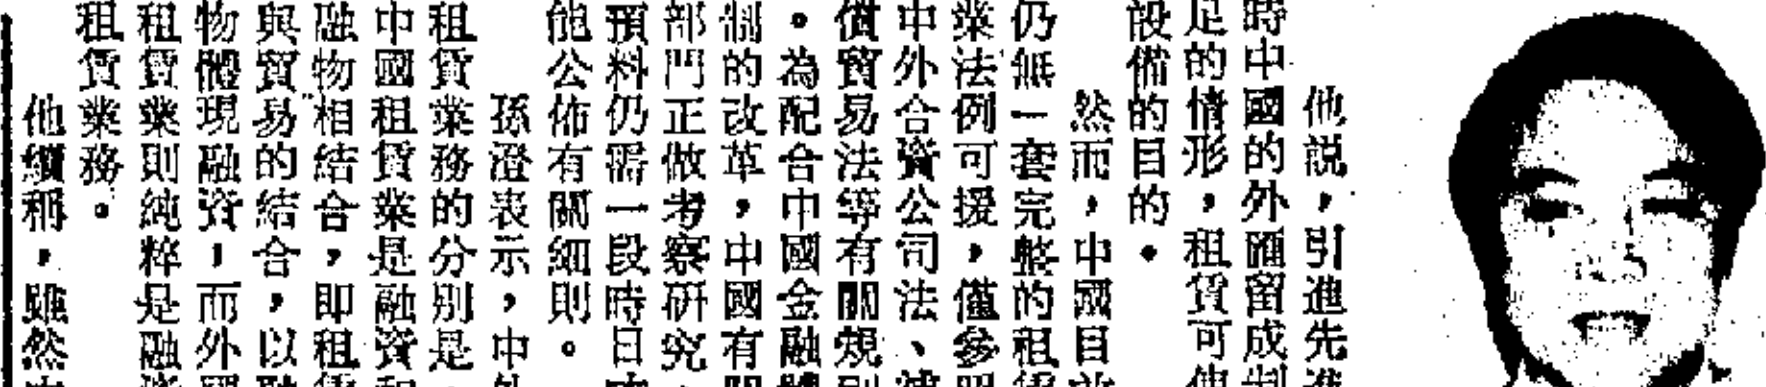 他説，引進先進
時中國的外匯留成制
足的情形，租賃可使
設備的目的。
然而，中國目前
仍無一套完整的租賃
業法例可援，僅參照
中外合資公司法、補
償貿易法等有關規則
。為配合中國金融體
制的改革，中國有關
部門正做考察研究，
預料仍需一段時日
能公佈有關細則。
孫澄表示，中外
租賃業務的分別是，
中國租賃業是融資和
融物相結合，即租賃
與貿易的結合，以融
物體現融資，而外國
租賃業則純粹是融資
租賃業務。
他續稱，雖然